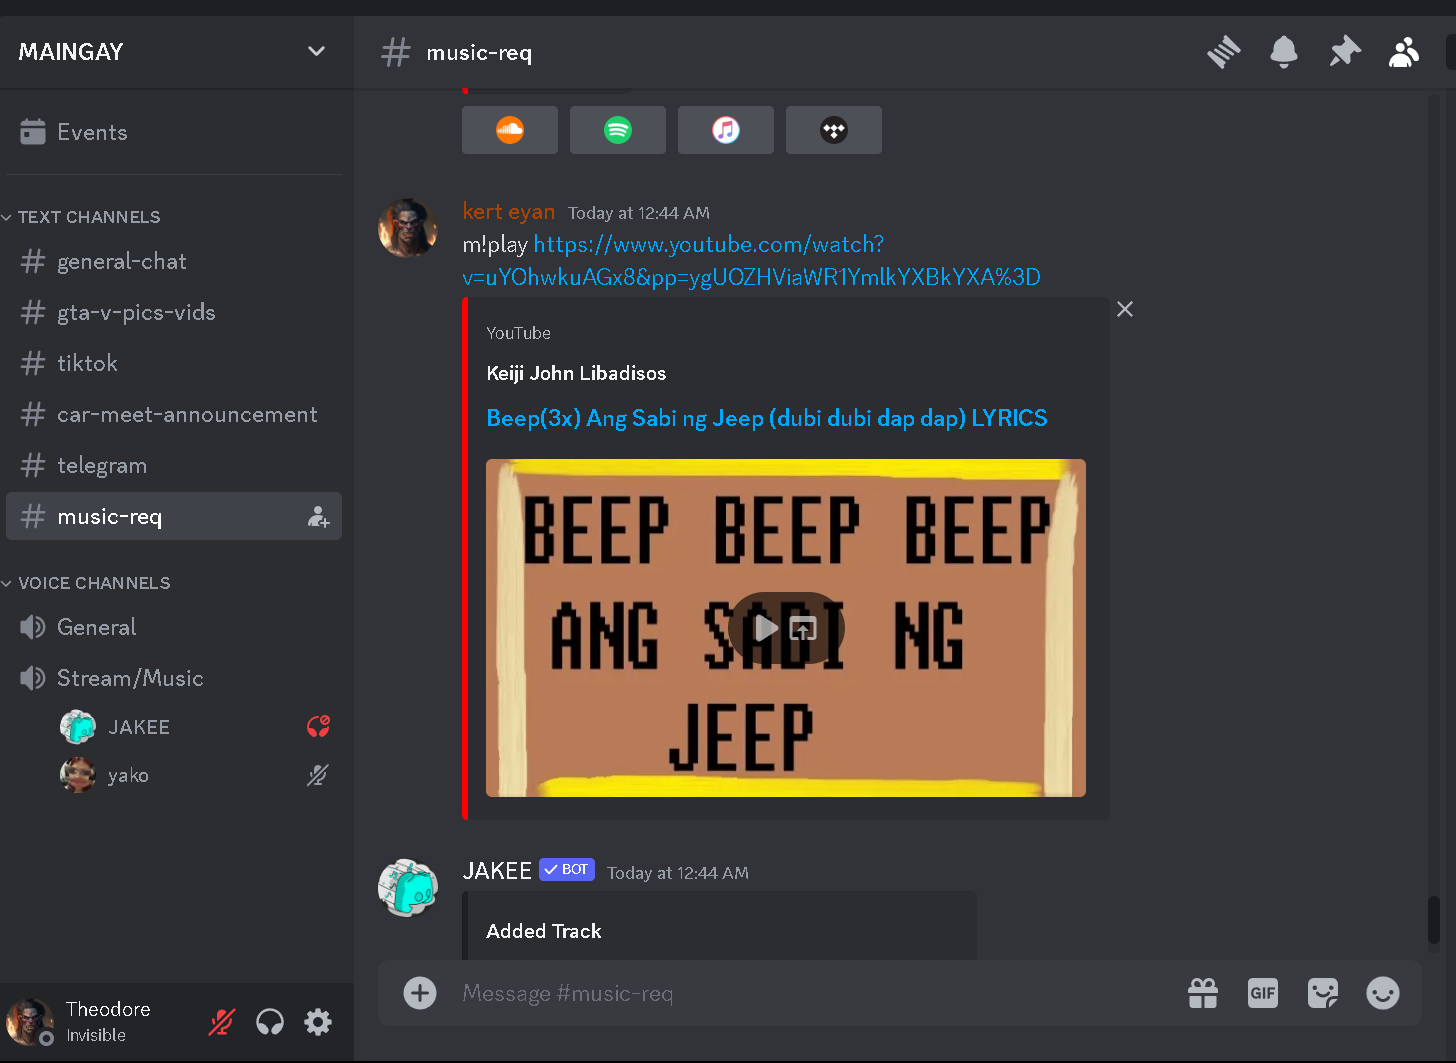 MAINGAY
Events
TEXT CHANNELS
general-chat
gta-v-pics-vids
tiktok
car-meet-announcement
telegram
music-req
VOICE CHANNELS
General
Stream/Music
JAKEE
yako
Theodore
Invisible
music-req
kert eyan Today at 12:44 AM
m!play https://www.youtube.com/watch?
v=uYOhwkuAGx8&pp=ygUOZHViaWR1YmlkYXBkYXA%3D
YouTube
Keiji John Libadisos
Beep(3x) Ang Sabi ng Jeep (dubi dubi dap dap) LYRICS
BEEP BEEP BEEP
ANG SABI NG
JEEP
JAKEE BOT Today at 12:44 AM
Added Track
Message #music-req
GIF